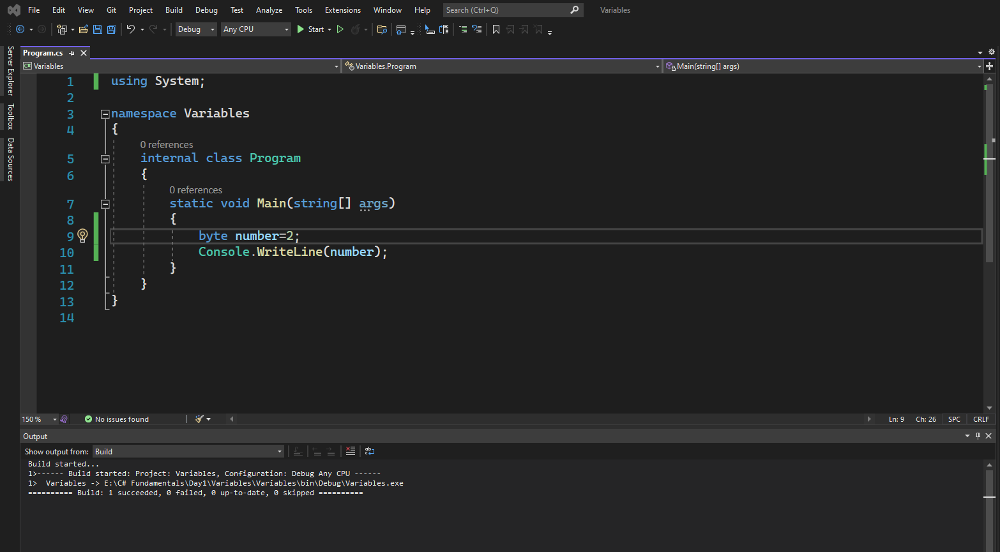 File Edit View Git Project Build Debug Test Analyze Tools Extensions Window Help Search (Ctrl+Q) Variables
Debug Any CPU Start
Server Explorer
Toolbox
Data Sources
Program.cs
C# Variables Variables.Program Main(string[] args)
1 using System;
2
3 namespace Variables
4 {
0 references
5 internal class Program
6 {
0 references
7 static void Main(string[] args)
8 {
9 byte number=2;
10 Console.WriteLine(number);
11 }
12 }
13 }
14
150 % No issues found Ln: 9 Ch: 26 SPC CRLF
Output
Show output from: Build
Build started...
1>------ Build started: Project: Variables, Configuration: Debug Any CPU ------
1>  Variables -> E:\C# Fundamentals\Day1\Variables\Variables\bin\Debug\Variables.exe
========== Build: 1 succeeded, 0 failed, 0 up-to-date, 0 skipped ==========